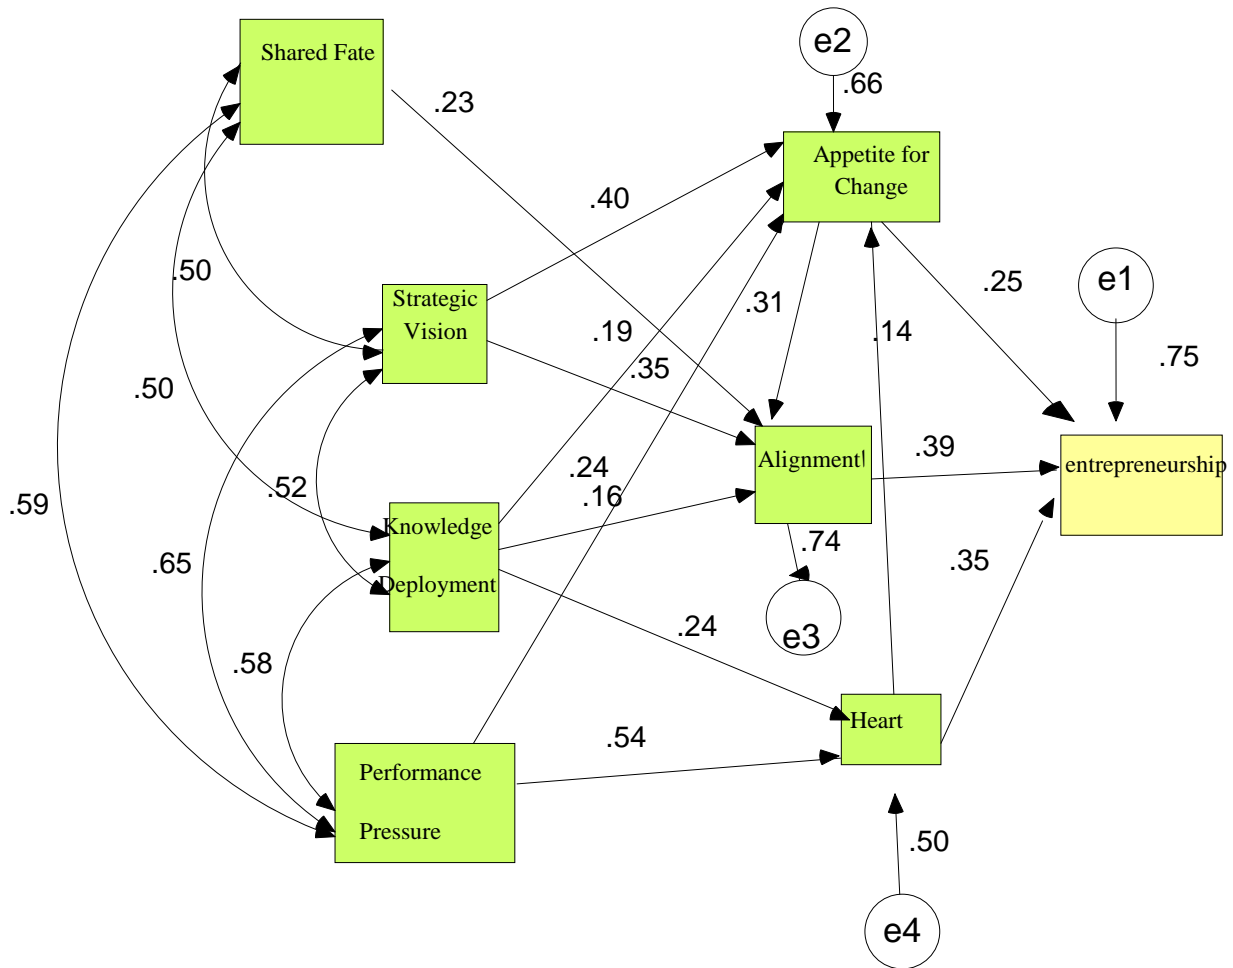 e2
Shared Fate
.66
.23
Appetite for
Change
.40
.50
e1
.25
Strategic
Vision
.31
.19
.14
.35
.75
.50
.39
Alignment
entrepreneurship
.24
.52
.16
.59
Knowledge
Deployment
.74
.65
.35
e3
.24
.58
Heart
.54
Performance
Pressure
.50
e4